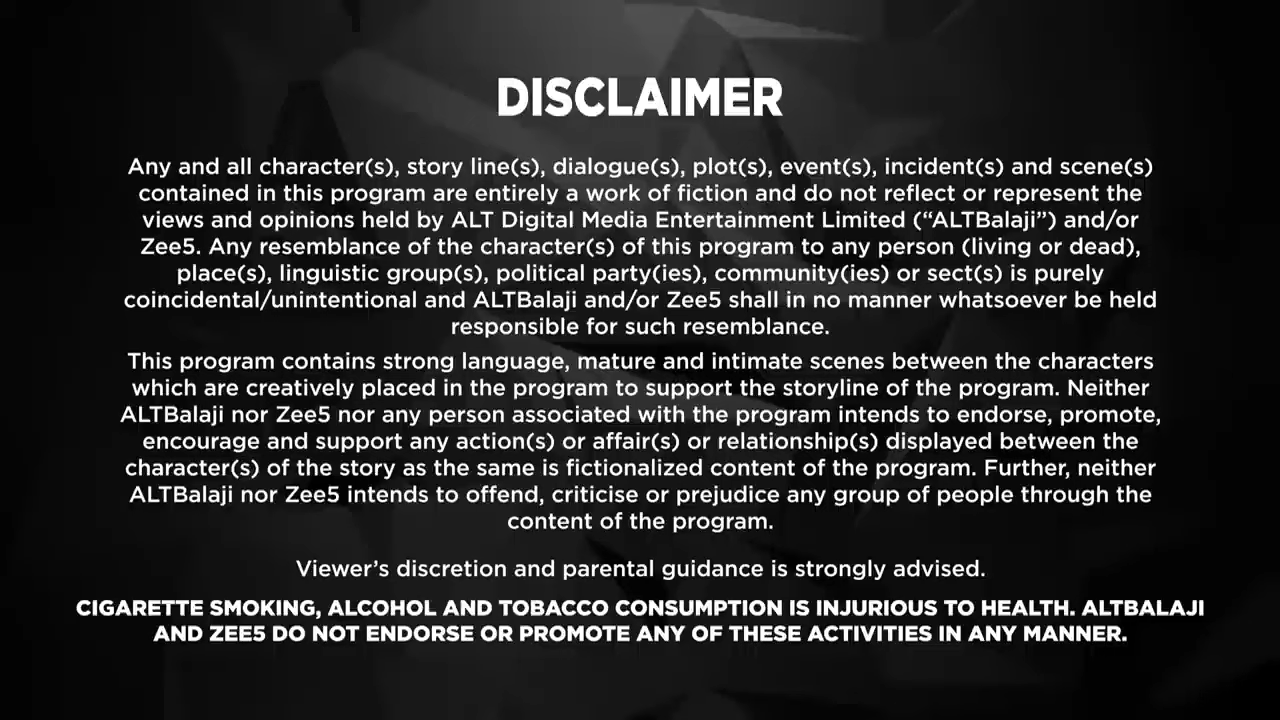 DISCLAIMER
Any and all character(s), story line(s), dialogue(s), plot(s), event(s), incident(s) and scene(s)
contained in this program are entirely a work of fiction and do not reflect or represent the
views and opinions held by ALT Digital Media Entertainment Limited (“ALTBalaji”) and/or
Zee5. Any resemblance of the character(s) of this program to any person (living or dead),
place(s), linguistic group(s), political party(ies), community(ies) or sect(s) is purely
coincidental/unintentional and ALTBalaji and/or Zee5 shall in no manner whatsoever be held
responsible for such resemblance.
This program contains strong language, mature and intimate scenes between the characters
which are creatively placed in the program to support the storyline of the program. Neither
ALTBalaji nor Zee5 nor any person associated with the program intends to endorse, promote,
encourage and support any action(s) or affair(s) or relationship(s) displayed between the
character(s) of the story as the same is fictionalized content of the program. Further, neither
ALTBalaji nor Zee5 intends to offend, criticise or prejudice any group of people through the
content of the program.
Viewer’s discretion and parental guidance is strongly advised.
CIGARETTE SMOKING, ALCOHOL AND TOBACCO CONSUMPTION IS INJURIOUS TO HEALTH. ALTBALAJI
AND ZEE5 DO NOT ENDORSE OR PROMOTE ANY OF THESE ACTIVITIES IN ANY MANNER.